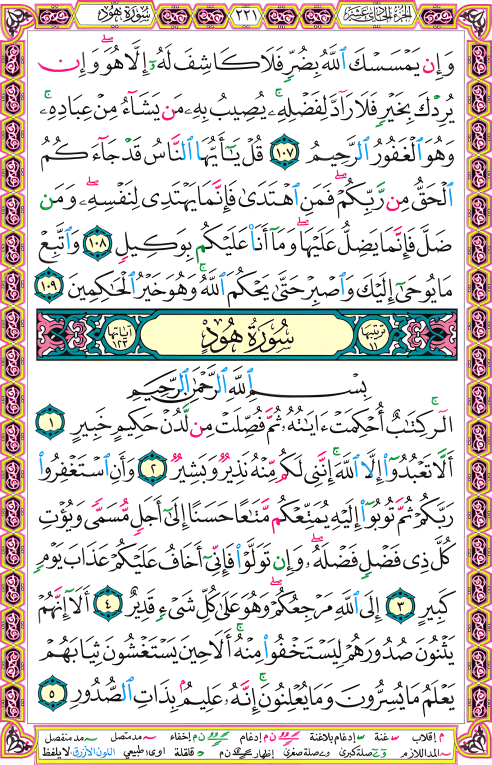 الجزء الحادي عشر ٢٢١ سورة هود
وَإِن يَمْسَسْكَ ٱللَّهُ بِضُرٍّ فَلَا كَاشِفَ لَهُۥٓ إِلَّا هُوَ ۖ وَإِن
يُرِدْكَ بِخَيْرٍ فَلَا رَآدَّ لِفَضْلِهِۦ ۚ يُصِيبُ بِهِۦ مَن يَشَآءُ مِنْ عِبَادِهِۦ ۚ
وَهُوَ ٱلْغَفُورُ ٱلرَّحِيمُ ١٠٧ قُلْ يَـٰٓأَيُّهَا ٱلنَّاسُ قَدْ جَآءَكُمُ
ٱلْحَقُّ مِن رَّبِّكُمْ ۖ فَمَنِ ٱهْتَدَىٰ فَإِنَّمَا يَهْتَدِى لِنَفْسِهِۦ ۖ وَمَن
ضَلَّ فَإِنَّمَا يَضِلُّ عَلَيْهَا ۖ وَمَآ أَنَا۠ عَلَيْكُم بِوَكِيلٍ ١٠٨ وَٱتَّبِعْ
مَا يُوحَىٰٓ إِلَيْكَ وَٱصْبِرْ حَتَّىٰ يَحْكُمَ ٱللَّهُ ۚ وَهُوَ خَيْرُ ٱلْحَـٰكِمِينَ ١٠٩
ترتيبها ١١ سُورَةُ هُودٍ آياتها ١٢٣
بِسْمِ ٱللَّهِ ٱلرَّحْمَـٰنِ ٱلرَّحِيمِ
الٓر ۚ كِتَـٰبٌ أُحْكِمَتْ ءَايَـٰتُهُۥ ثُمَّ فُصِّلَتْ مِن لَّدُنْ حَكِيمٍ خَبِيرٍ ١
أَلَّا تَعْبُدُوٓا۟ إِلَّا ٱللَّهَ ۚ إِنَّنِى لَكُم مِّنْهُ نَذِيرٌ وَبَشِيرٌ ٢ وَأَنِ ٱسْتَغْفِرُوا۟
رَبَّكُمْ ثُمَّ تُوبُوٓا۟ إِلَيْهِ يُمَتِّعْكُم مَّتَـٰعًا حَسَنًا إِلَىٰٓ أَجَلٍ مُّسَمًّى وَيُؤْتِ
كُلَّ ذِى فَضْلٍ فَضْلَهُۥ ۖ وَإِن تَوَلَّوْا۟ فَإِنِّىٓ أَخَافُ عَلَيْكُمْ عَذَابَ يَوْمٍ
كَبِيرٍ ٣ إِلَى ٱللَّهِ مَرْجِعُكُمْ ۖ وَهُوَ عَلَىٰ كُلِّ شَىْءٍ قَدِيرٌ ٤ أَلَآ إِنَّهُمْ
يَثْنُونَ صُدُورَهُمْ لِيَسْتَخْفُوا۟ مِنْهُ ۚ أَلَا حِينَ يَسْتَغْشُونَ ثِيَابَهُمْ
يَعْلَمُ مَا يُسِرُّونَ وَمَا يُعْلِنُونَ ۚ إِنَّهُۥ عَلِيمٌۢ بِذَاتِ ٱلصُّدُورِ ٥
م إقلاب س غنة س إدغام بلاغنة ن م إدغام ن م إخفاء مد متصل مد منفصل
المد اللازم صلة كبرى صلة صغرى إظهار ن م قلقلة اوى طبيعي اللون الأزرق لا يلفظ